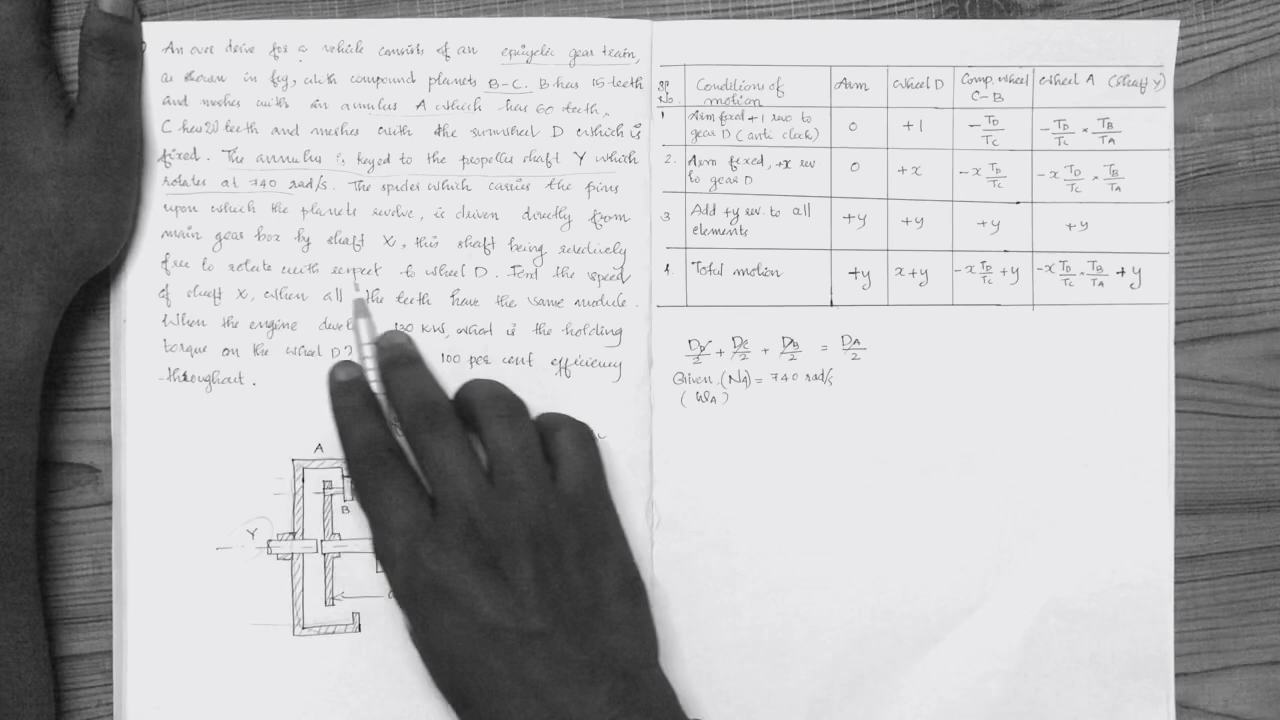 An over drive for a vehicle consists of an epicyclic gear train,
as shown in fig, with compound planets B-C. B has 15 teeth
and meshes with an annulus A which has 60 teeth,
C has 20 teeth and meshes with the sunwheel D which is
fixed. The annulus is keyed to the propeller shaft Y which
rotates at 740 rad/s. The spider which carries the pins
upon which the planets revolve, is driven directly from
main gear box by shaft X, this shaft being relatively
free to rotate with respect to wheel D. Find the speed
of shaft X, when all the teeth have the same module.
When the engine 130 KW, what is the holding
torque on the wheel D? 100 per cent efficiency
throughout.
A
B
Y
Sl No. Conditions of motion Arm Wheel D Comp. wheel C-B Wheel A (shaft Y)
1 Arm fixed +1 rev to gear D (anti clock) 0 +1 -TD/TC -TD/TC × TB/TA
2. Arm fixed, +x rev to gear D 0 +x -x TD/TC -x TD/TC × TB/TA
3 Add +y rev. to all elements +y +y +y +y
4. Total motion +y x+y -x TD/TC +y -x TD/TC × TB/TA + y
DD/2 + DC/2 + DB/2 = DA/2
Given, (NA) = 740 rad/s
(ωA)